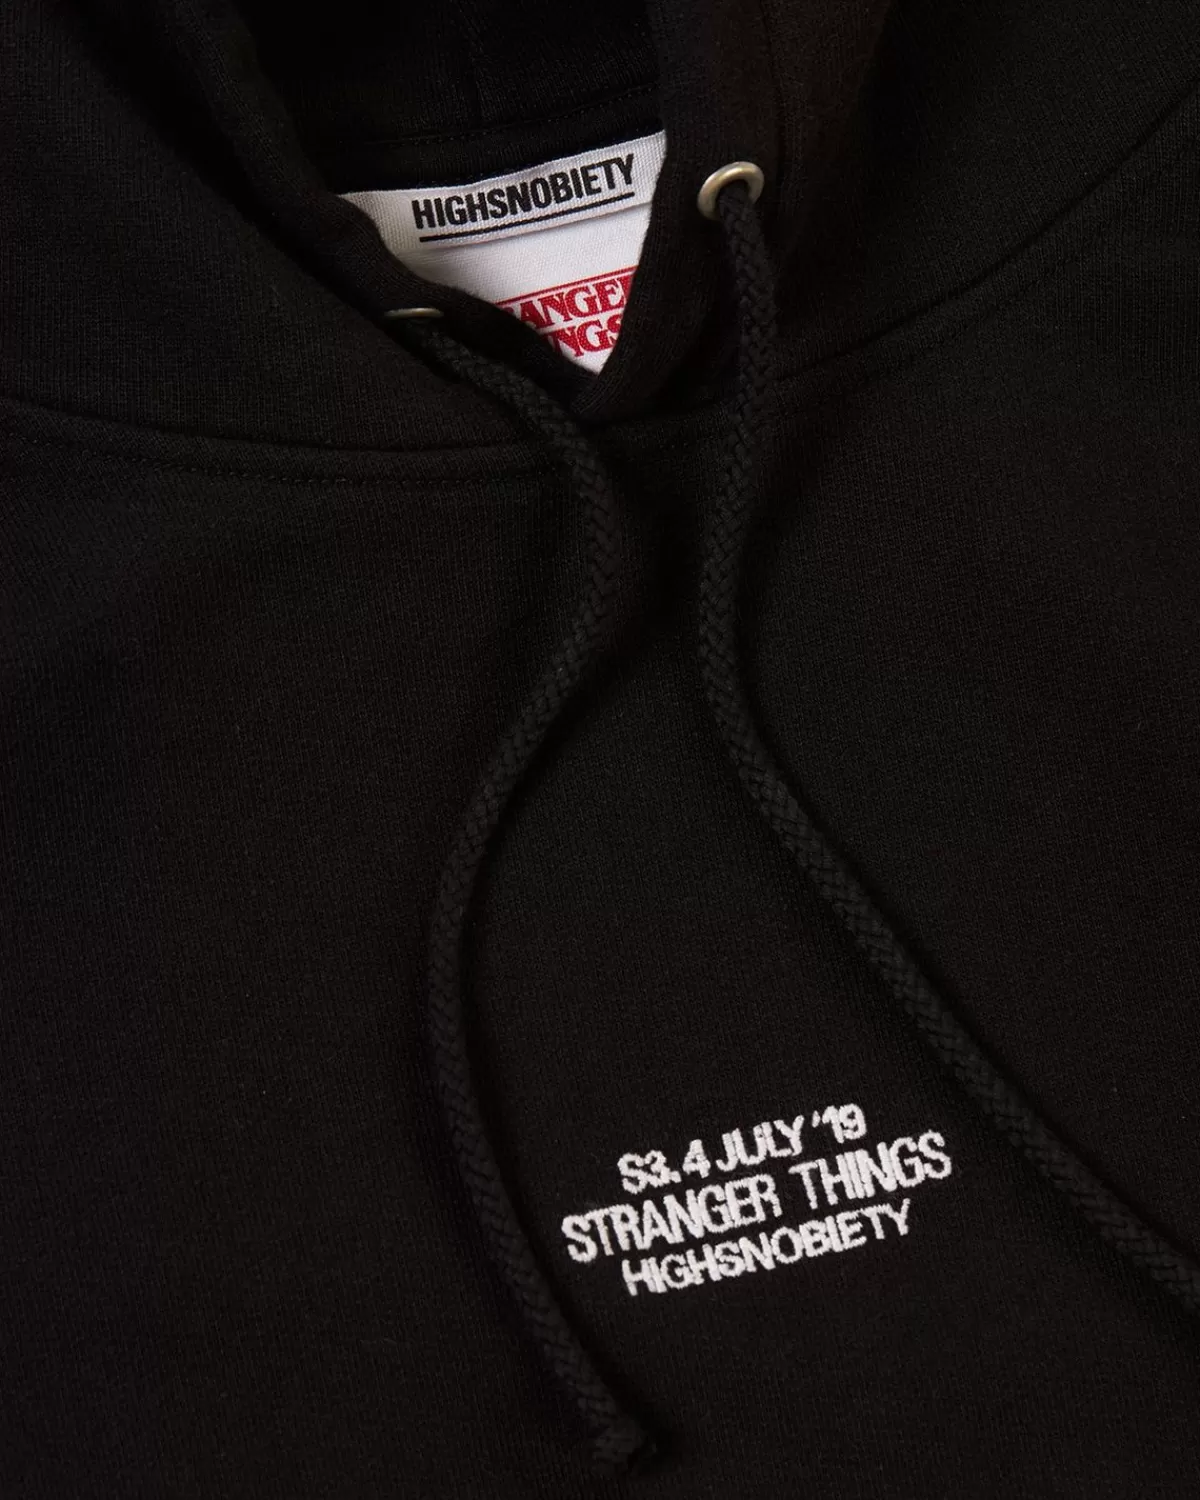 HIGHSNOBIETY
S3. 4 JULY '19
STRANGER THINGS
HIGHSNOBIETY